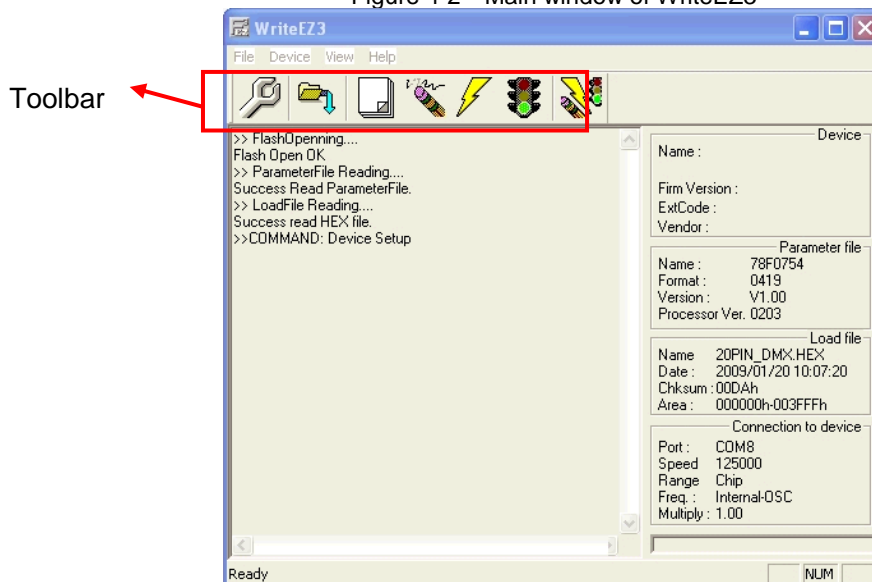 WriteEZ3
File Device View Help
Toolbar
>> FlashOpenning....
Flash Open OK
>> ParameterFile Reading....
Success Read ParameterFile.
>> LoadFile Reading....
Success read HEX file.
>>COMMAND: Device Setup
Device
Name :
Firm Version :
ExtCode :
Vendor :
Parameter file
Name : 78F0754
Format : 0419
Version : V1.00
Processor Ver. 0203
Load file
Name 20PIN_DMX.HEX
Date : 2009/01/20 10:07:20
Chksum : 00DAh
Area : 000000h-003FFFh
Connection to device
Port : COM8
Speed 125000
Range Chip
Freq. : Internal-OSC
Multiply : 1.00
Ready
NUM